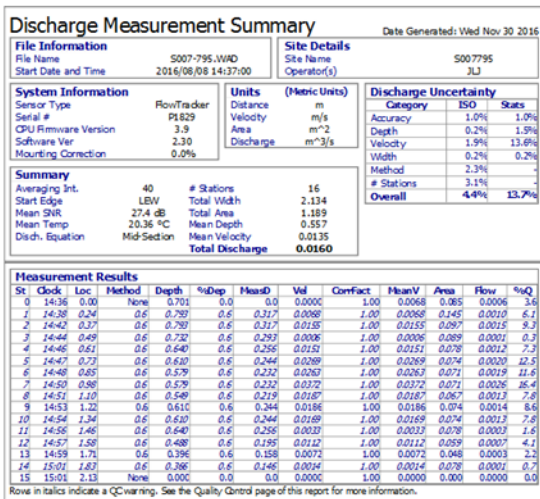 Discharge Measurement Summary Date Generated: Wed Nov 30 2016
File Information
File Name S007-795.WAD
Start Date and Time 2016/08/08 14:37:00
Site Details
Site Name S007795
Operator(s) JLJ
System Information
Sensor Type FlowTracker
Serial # P1829
CPU Firmware Version 3.9
Software Ver 2.30
Mounting Correction 0.0%
Units (Metric Units)
Distance m
Velocity m/s
Area m^2
Discharge m^3/s
Discharge Uncertainty
Category ISO Stats
Accuracy 1.0% 1.0%
Depth 0.2% 1.5%
Velocity 1.9% 13.6%
Width 0.2% 0.2%
Method 2.3% -
# Stations 3.1% -
Overall 4.4% 13.7%
Summary
Averaging Int. 40 # Stations 16
Start Edge LEW Total Width 2.134
Mean SNR 27.4 dB Total Area 1.189
Mean Temp 20.36 ºC Mean Depth 0.557
Disch. Equation Mid-Section Mean Velocity 0.0135
Total Discharge 0.0160
Measurement Results
St Clock Loc Method Depth %Dep MeasD Vel CorrFact MeanV Area Flow %Q
0 14:36 0.00 None 0.701 0.0 0.0 0.0000 1.00 0.0068 0.085 0.0006 3.6
1 14:38 0.24 0.6 0.793 0.6 0.317 0.0068 1.00 0.0068 0.145 0.0010 6.1
2 14:42 0.37 0.6 0.793 0.6 0.317 0.0155 1.00 0.0155 0.097 0.0015 9.3
3 14:44 0.49 0.6 0.732 0.6 0.293 0.0006 1.00 0.0006 0.089 0.0001 0.3
4 14:46 0.61 0.6 0.640 0.6 0.256 0.0151 1.00 0.0151 0.078 0.0012 7.3
5 14:47 0.73 0.6 0.610 0.6 0.244 0.0269 1.00 0.0269 0.074 0.0020 12.5
6 14:48 0.85 0.6 0.579 0.6 0.232 0.0263 1.00 0.0263 0.071 0.0019 11.6
7 14:50 0.98 0.6 0.579 0.6 0.232 0.0372 1.00 0.0372 0.071 0.0026 16.4
8 14:51 1.10 0.6 0.549 0.6 0.219 0.0187 1.00 0.0187 0.067 0.0013 7.8
9 14:53 1.22 0.6 0.610 0.6 0.244 0.0186 1.00 0.0186 0.074 0.0014 8.6
10 14:54 1.34 0.6 0.610 0.6 0.244 0.0169 1.00 0.0169 0.074 0.0013 7.8
11 14:56 1.46 0.6 0.640 0.6 0.256 0.0033 1.00 0.0033 0.078 0.0003 1.6
12 14:57 1.58 0.6 0.488 0.6 0.195 0.0112 1.00 0.0112 0.059 0.0007 4.1
13 14:59 1.71 0.6 0.396 0.6 0.158 0.0072 1.00 0.0072 0.048 0.0003 2.2
14 15:01 1.83 0.6 0.366 0.6 0.146 0.0014 1.00 0.0014 0.078 0.0001 0.7
15 15:01 2.13 None 0.000 0.0 0.0 0.0000 1.00 0.0000 0.000 0.0000 0.0
Rows in italics indicate a QC warning. See the Quality Control page of this report for more information.